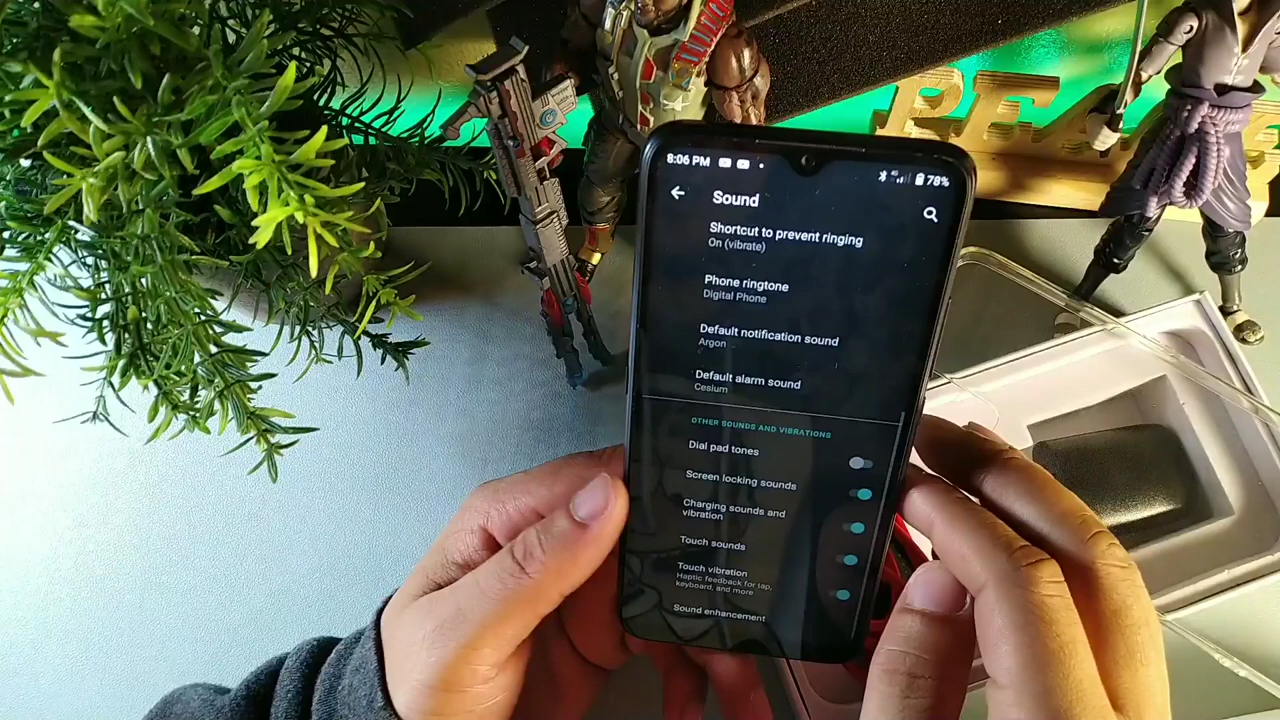 PEACE
8:06 PM
4G
78%
Sound
Shortcut to prevent ringing
On (vibrate)
Phone ringtone
Digital Phone
Default notification sound
Argon
Default alarm sound
Cesium
OTHER SOUNDS AND VIBRATIONS
Dial pad tones
Screen locking sounds
Charging sounds and
vibration
Touch sounds
Touch vibration
Haptic feedback for tap,
keyboard, and more
Sound enhancement